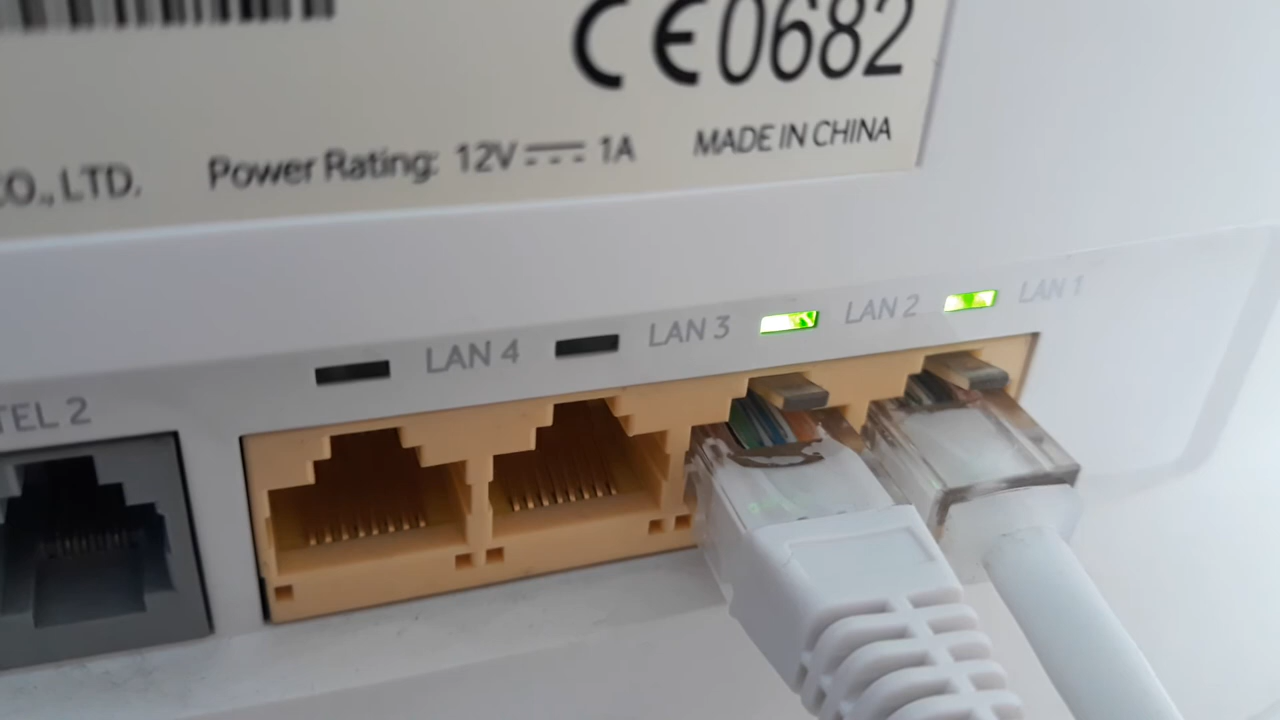 CE0682
CO., LTD. Power Rating: 12V 1A MADE IN CHINA
TEL 2 LAN 4 LAN 3 LAN 2 LAN 1